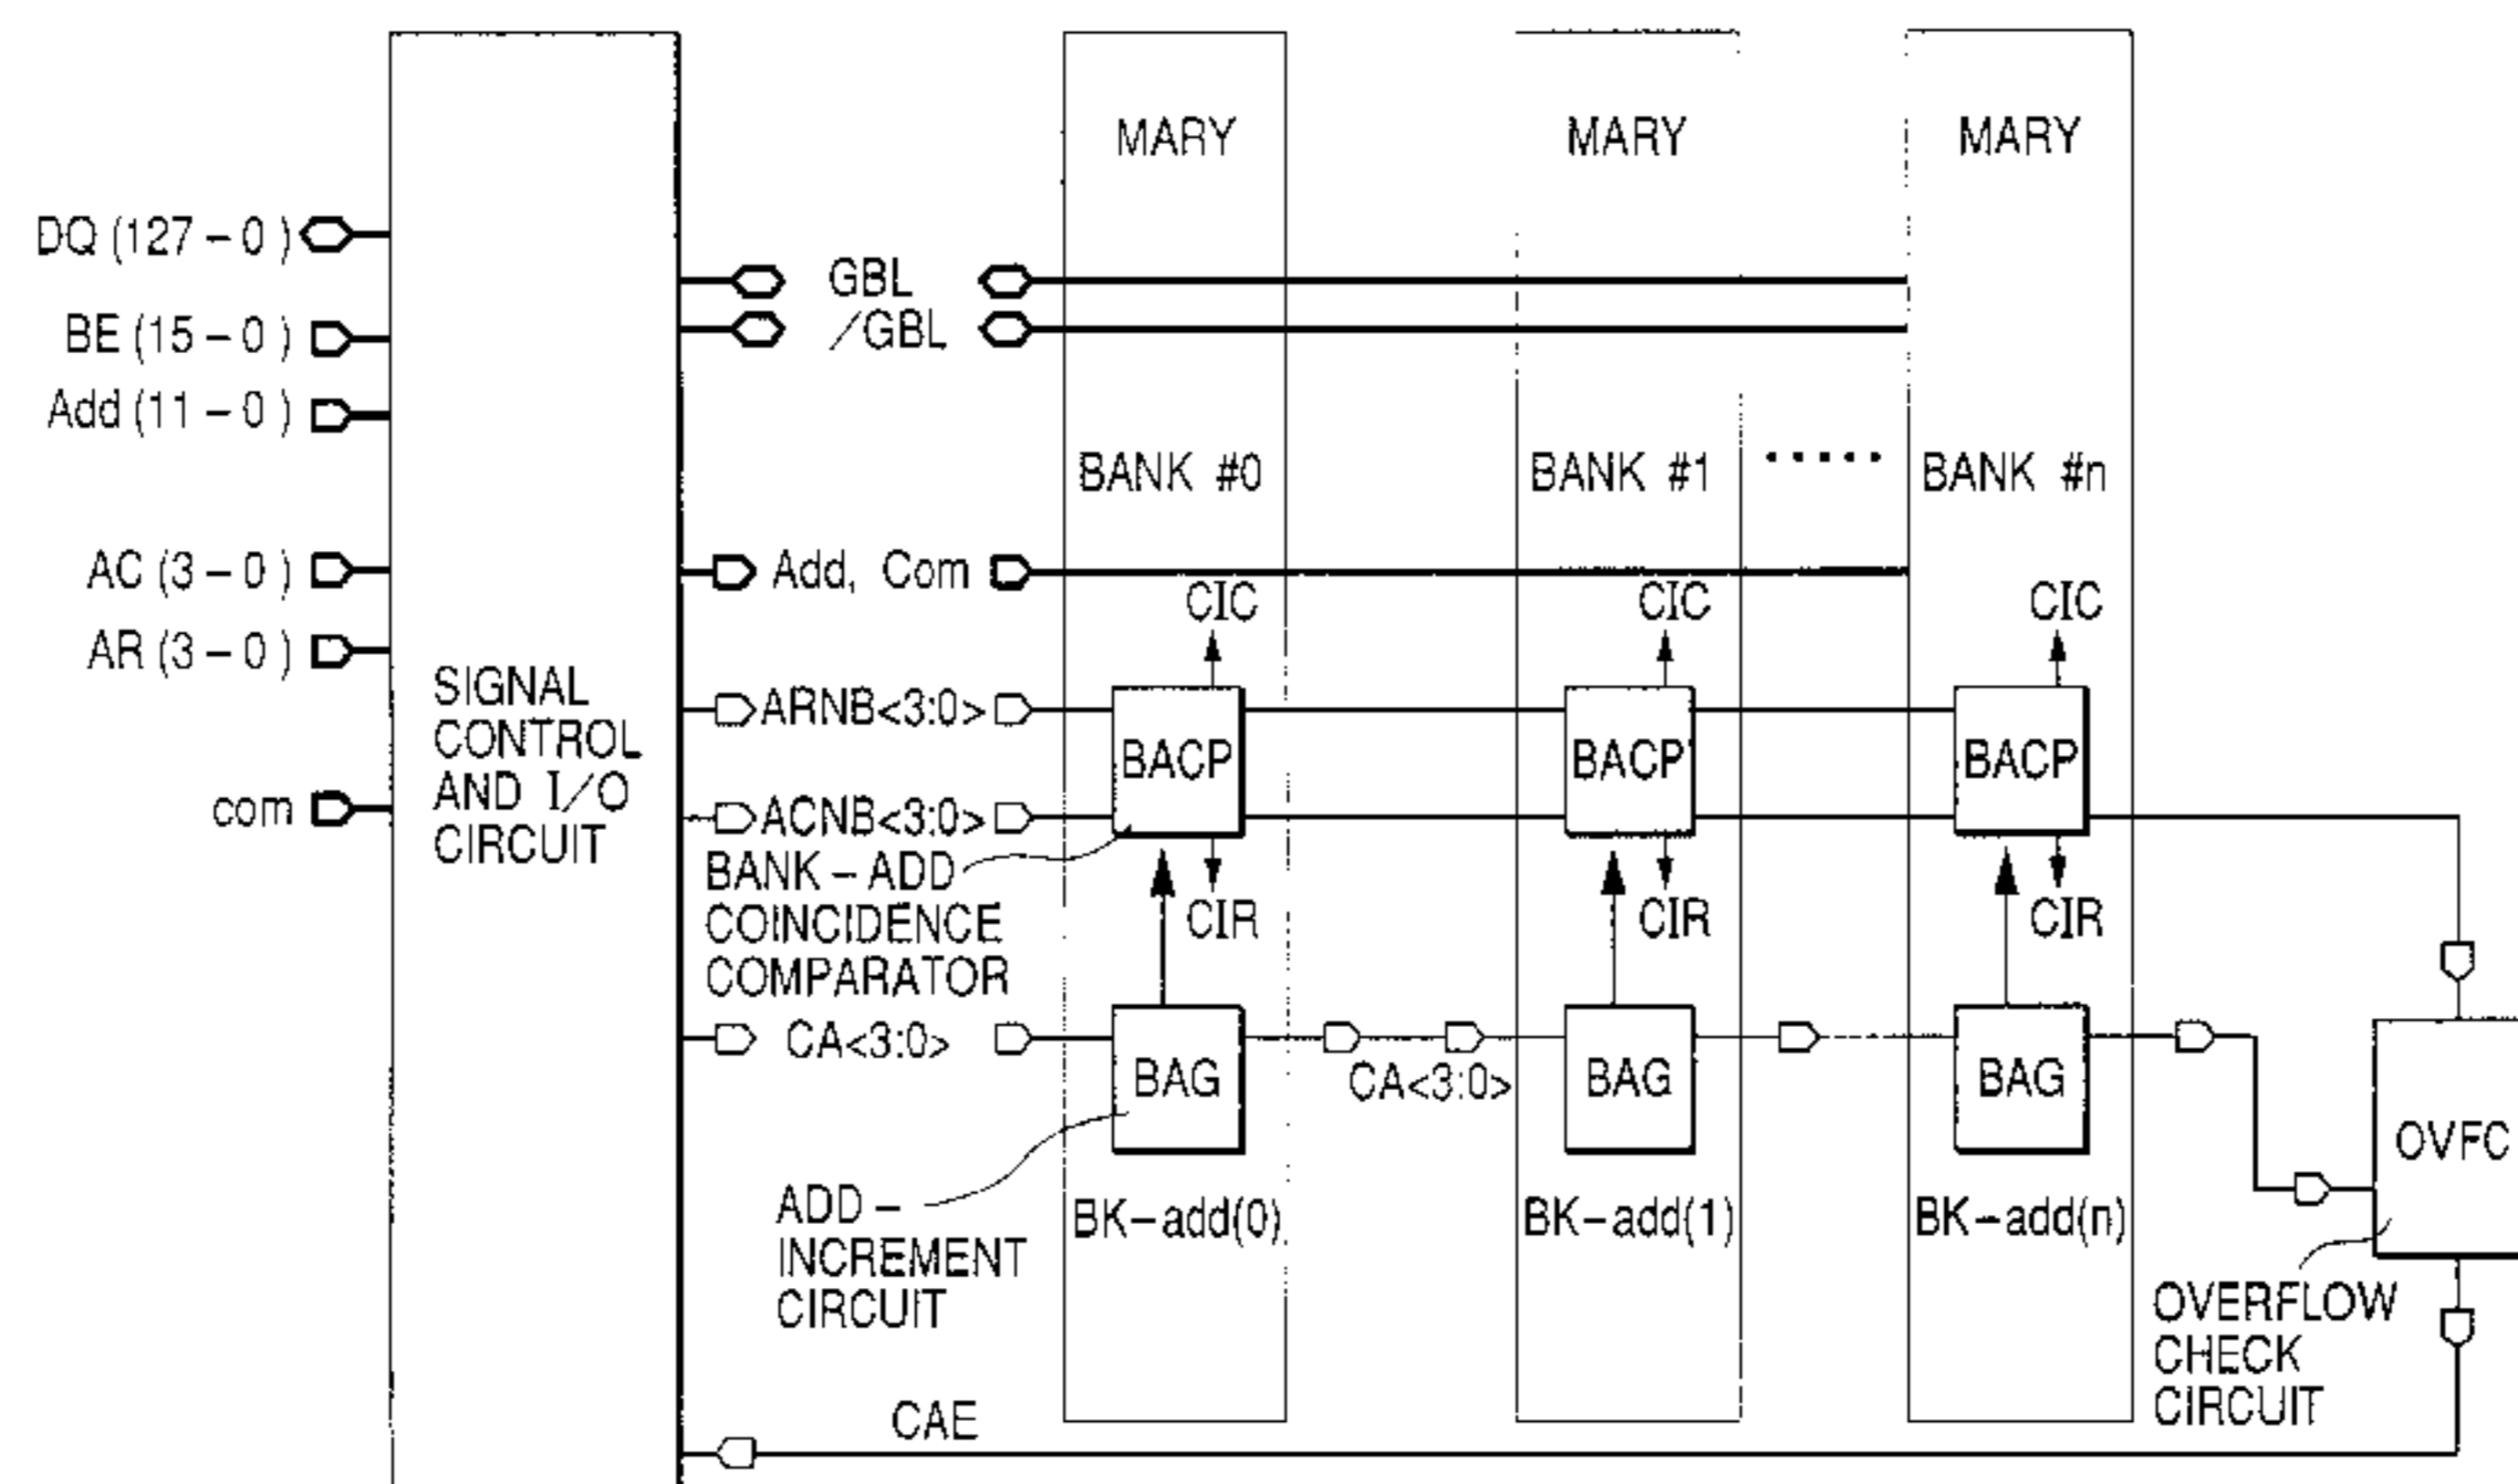 MARY
MARY
MARY
DQ (127 – 0 )
GBL
BE (15 – 0 )
/GBL
Add (11 – 0 )
BANK #0
BANK #1
.....
BANK #n
AC (3 – 0 )
Add, Com
CIC
CIC
CIC
AR (3 – 0 )
SIGNAL
CONTROL
AND I/O
CIRCUIT
ARNB<3:0>
BACP
BACP
BACP
com
ACNB<3:0>
BANK – ADD
COINCIDENCE
COMPARATOR
CIR
CIR
CIR
CA<3:0>
BAG
CA<3:0>
BAG
BAG
OVFC
ADD –
INCREMENT
CIRCUIT
BK–add(0)
BK–add(1)
BK–add(n)
OVERFLOW
CHECK
CIRCUIT
CAE